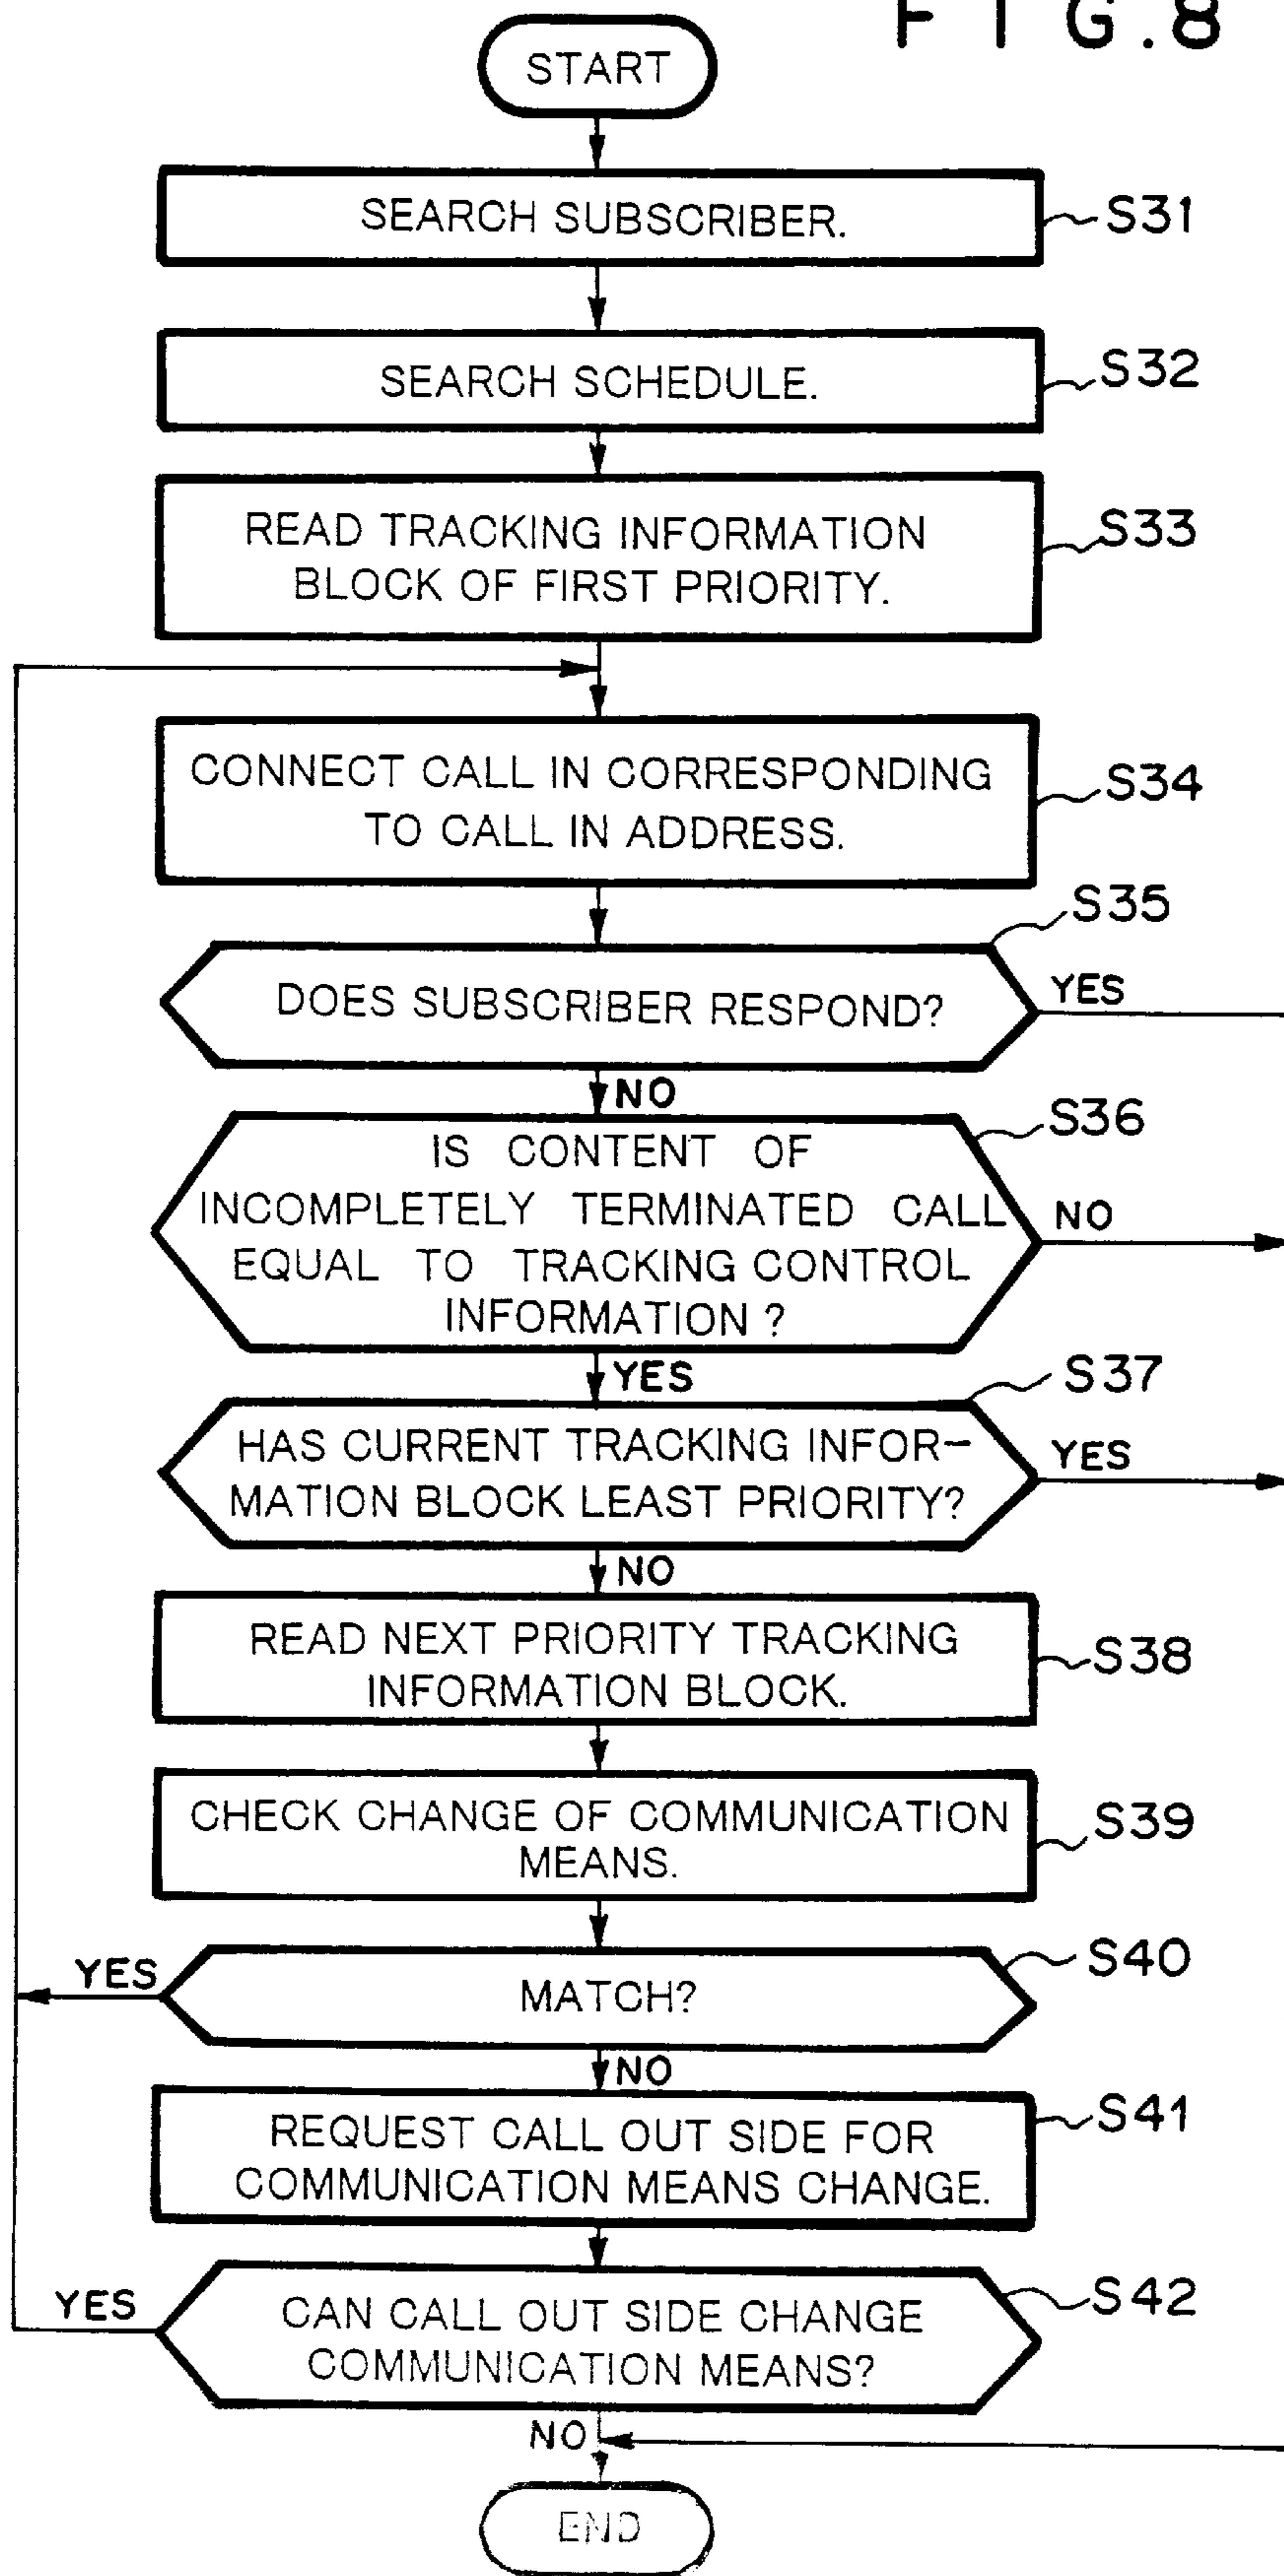 FIG.8
START
SEARCH SUBSCRIBER.
S31
SEARCH SCHEDULE.
S32
READ TRACKING INFORMATION
BLOCK OF FIRST PRIORITY.
S33
CONNECT CALL IN CORRESPONDING
TO CALL IN ADDRESS.
S34
S35
DOES SUBSCRIBER RESPOND?
YES
NO
S36
IS CONTENT OF
INCOMPLETELY TERMINATED CALL
EQUAL TO TRACKING CONTROL
INFORMATION ?
NO
YES
S37
HAS CURRENT TRACKING INFOR-
MATION BLOCK LEAST PRIORITY?
YES
NO
READ NEXT PRIORITY TRACKING
INFORMATION BLOCK.
S38
CHECK CHANGE OF COMMUNICATION
MEANS.
S39
S40
YES
MATCH?
NO
REQUEST CALL OUT SIDE FOR
COMMUNICATION MEANS CHANGE.
S41
S42
YES
CAN CALL OUT SIDE CHANGE
COMMUNICATION MEANS?
NO
END